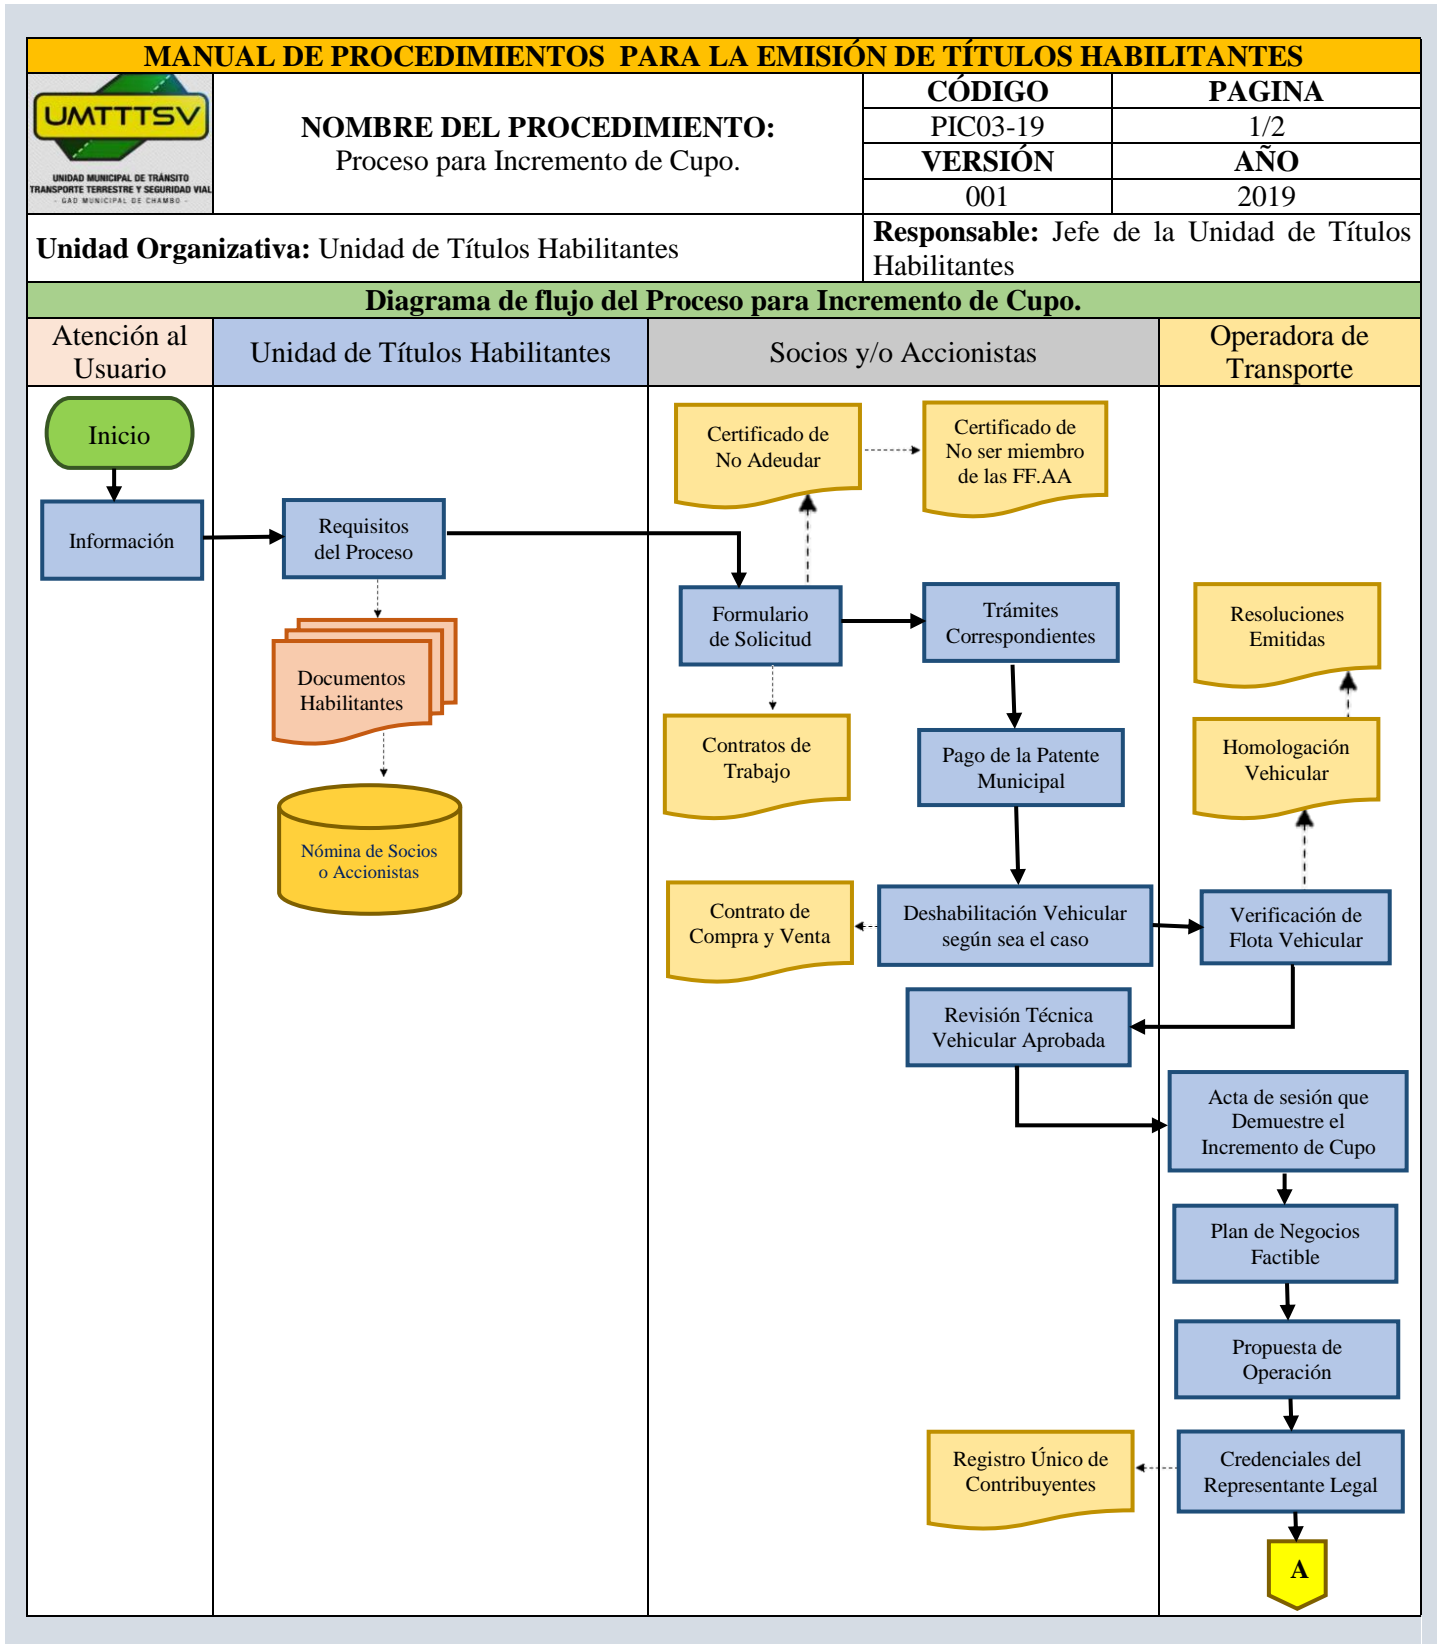 MANUAL DE PROCEDIMIENTOS PARA LA EMISIÓN DE TÍTULOS HABILITANTES
UMTTTSV
UNIDAD MUNICIPAL DE TRÁNSITO
TRANSPORTE TERRESTRE Y SEGURIDAD VIAL
- GAD MUNICIPAL DE CHAMBO -
NOMBRE DEL PROCEDIMIENTO:
Proceso para Incremento de Cupo.
CÓDIGO
PAGINA
PIC03-19
1/2
VERSIÓN
AÑO
001
2019
Unidad Organizativa: Unidad de Títulos Habilitantes
Responsable: Jefe de la Unidad de Títulos
Habilitantes
Diagrama de flujo del Proceso para Incremento de Cupo.
Atención al
Usuario
Unidad de Títulos Habilitantes
Socios y/o Accionistas
Operadora de
Transporte
Inicio
Certificado de
No Adeudar
Certificado de
No ser miembro
de las FF.AA
Información
Requisitos
del Proceso
Formulario
de Solicitud
Trámites
Correspondientes
Resoluciones
Emitidas
Documentos
Habilitantes
Contratos de
Trabajo
Pago de la Patente
Municipal
Homologación
Vehicular
Nómina de Socios
o Accionistas
Contrato de
Compra y Venta
Deshabilitación Vehicular
según sea el caso
Verificación de
Flota Vehicular
Revisión Técnica
Vehicular Aprobada
Acta de sesión que
Demuestre el
Incremento de Cupo
Plan de Negocios
Factible
Propuesta de
Operación
Registro Único de
Contribuyentes
Credenciales del
Representante Legal
A